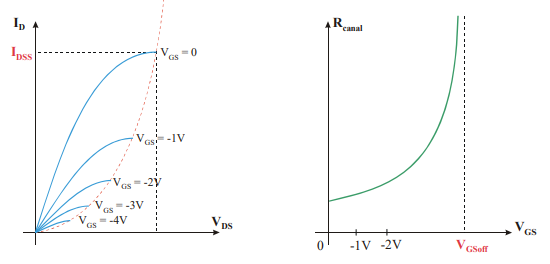 I_D
I_DSS
V_GS = 0
V_GS = -1V
V_GS = -2V
V_GS = -3V
V_GS = -4V
V_DS
R_canal
0
-1V
-2V
V_GSoff
V_GS